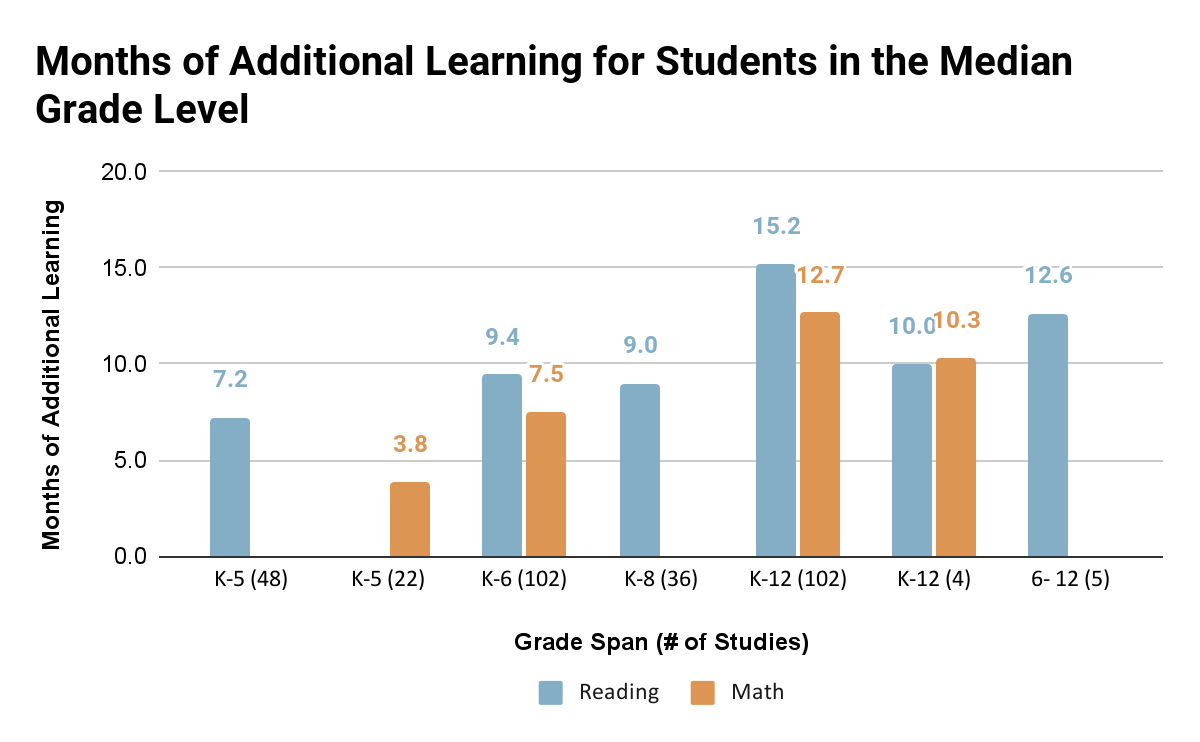 Months of Additional Learning for Students in the Median
Grade Level
Months of Additional Learning
20.0
15.0
10.0
5.0
0.0
7.2
3.8
9.4
7.5
9.0
15.2
12.7
10.0
10.3
12.6
K-5 (48)
K-5 (22)
K-6 (102)
K-8 (36)
K-12 (102)
K-12 (4)
6- 12 (5)
Grade Span (# of Studies)
Reading
Math